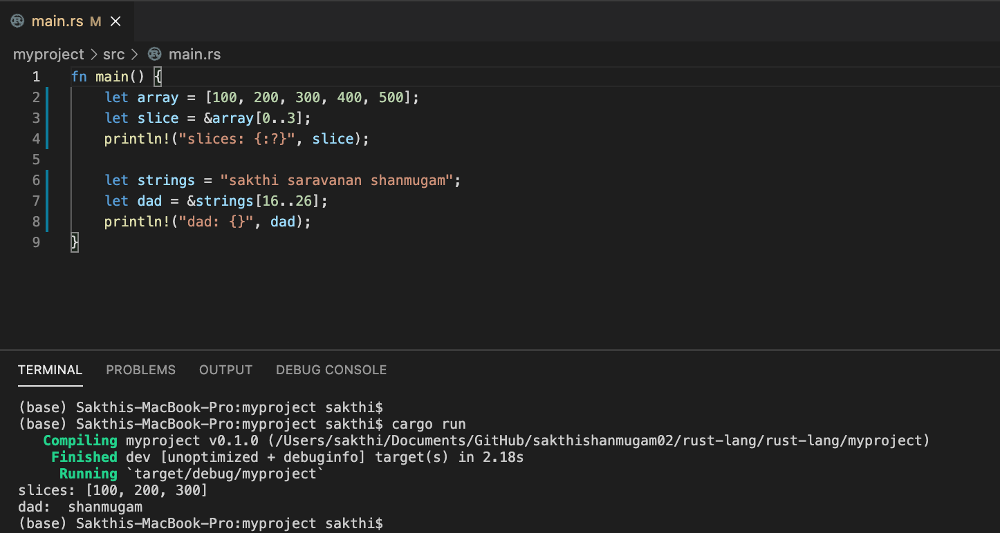 main.rs M ×
myproject > src > main.rs
1 fn main() {
2     let array = [100, 200, 300, 400, 500];
3     let slice = &array[0..3];
4     println!("slices: {:?}", slice);
5
6     let strings = "sakthi saravanan shanmugam";
7     let dad = &strings[16..26];
8     println!("dad: {}", dad);
9 }
TERMINAL PROBLEMS OUTPUT DEBUG CONSOLE
(base) Sakthis-MacBook-Pro:myproject sakthi$
(base) Sakthis-MacBook-Pro:myproject sakthi$ cargo run
   Compiling myproject v0.1.0 (/Users/sakthi/Documents/GitHub/sakthishanmugam02/rust-lang/rust-lang/myproject)
    Finished dev [unoptimized + debuginfo] target(s) in 2.18s
     Running `target/debug/myproject`
slices: [100, 200, 300]
dad:  shanmugam
(base) Sakthis-MacBook-Pro:myproject sakthi$